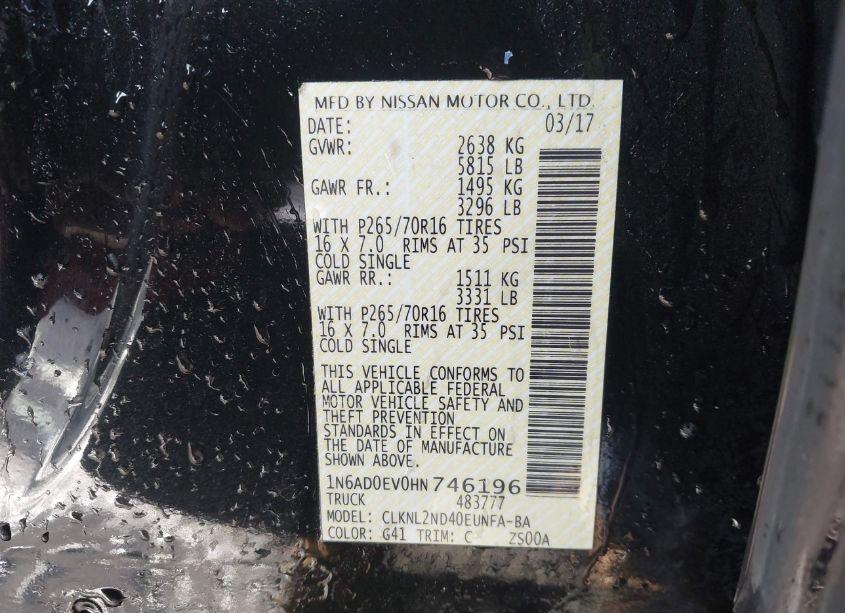 MFD BY NISSAN MOTOR CO., LTD.
DATE: 03/17
GVWR: 2638 KG
5815 LB
GAWR FR.: 1495 KG
3296 LB
WITH P265/70R16 TIRES
16 X 7.0 RIMS AT 35 PSI
COLD SINGLE
GAWR RR.: 1511 KG
3331 LB
WITH P265/70R16 TIRES
16 X 7.0 RIMS AT 35 PSI
COLD SINGLE
THIS VEHICLE CONFORMS TO
ALL APPLICABLE FEDERAL
MOTOR VEHICLE SAFETY AND
THEFT PREVENTION
STANDARDS IN EFFECT ON
THE DATE OF MANUFACTURE
SHOWN ABOVE.
1N6AD0EV0HN 746196
TRUCK 483777
MODEL: CLKNL2ND40EUNFA-BA
COLOR: G41 TRIM: C ZS00A